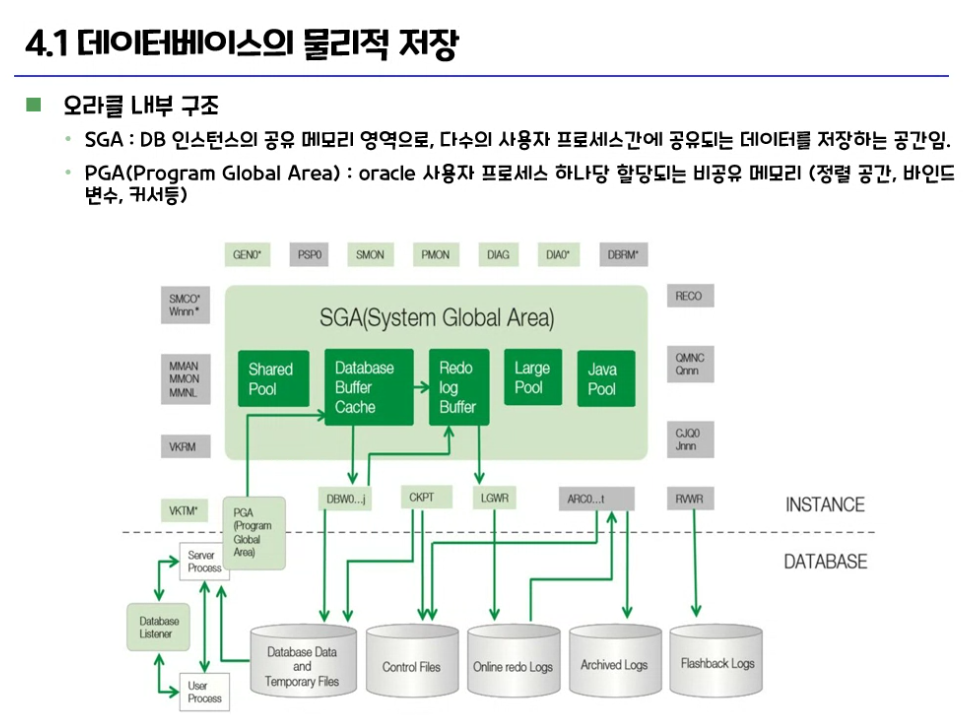 4.1 데이터베이스의 물리적 저장
오라클 내부 구조
SGA : DB 인스턴스의 공유 메모리 영역으로, 다수의 사용자 프로세스간에 공유되는 데이터를 저장하는 공간임.
PGA(Program Global Area) : oracle 사용자 프로세스 하나당 할당되는 비공유 메모리 (정렬 공간, 바인드
변수, 커서등)
GEN0* PSP0 SMON PMON DIAG DIA0* DBRM*
SMCO*
Wnnn*
RECO
SGA(System Global Area)
Shared
Pool
Database
Buffer
Cache
Redo
log
Buffer
Large
Pool
Java
Pool
MMAN
MMON
MMNL
QMNC
Qnnn
VKRM
CJQ0
Jnnn
VKTM*
PGA
(Program
Global
Area)
DBW0...j
CKPT
LGWR
ARC0...t
RVWR
INSTANCE
DATABASE
Server
Process
Database
Listener
User
Process
Database Data
and
Temporary Files
Control Files
Online redo Logs
Archived Logs
Flashback Logs